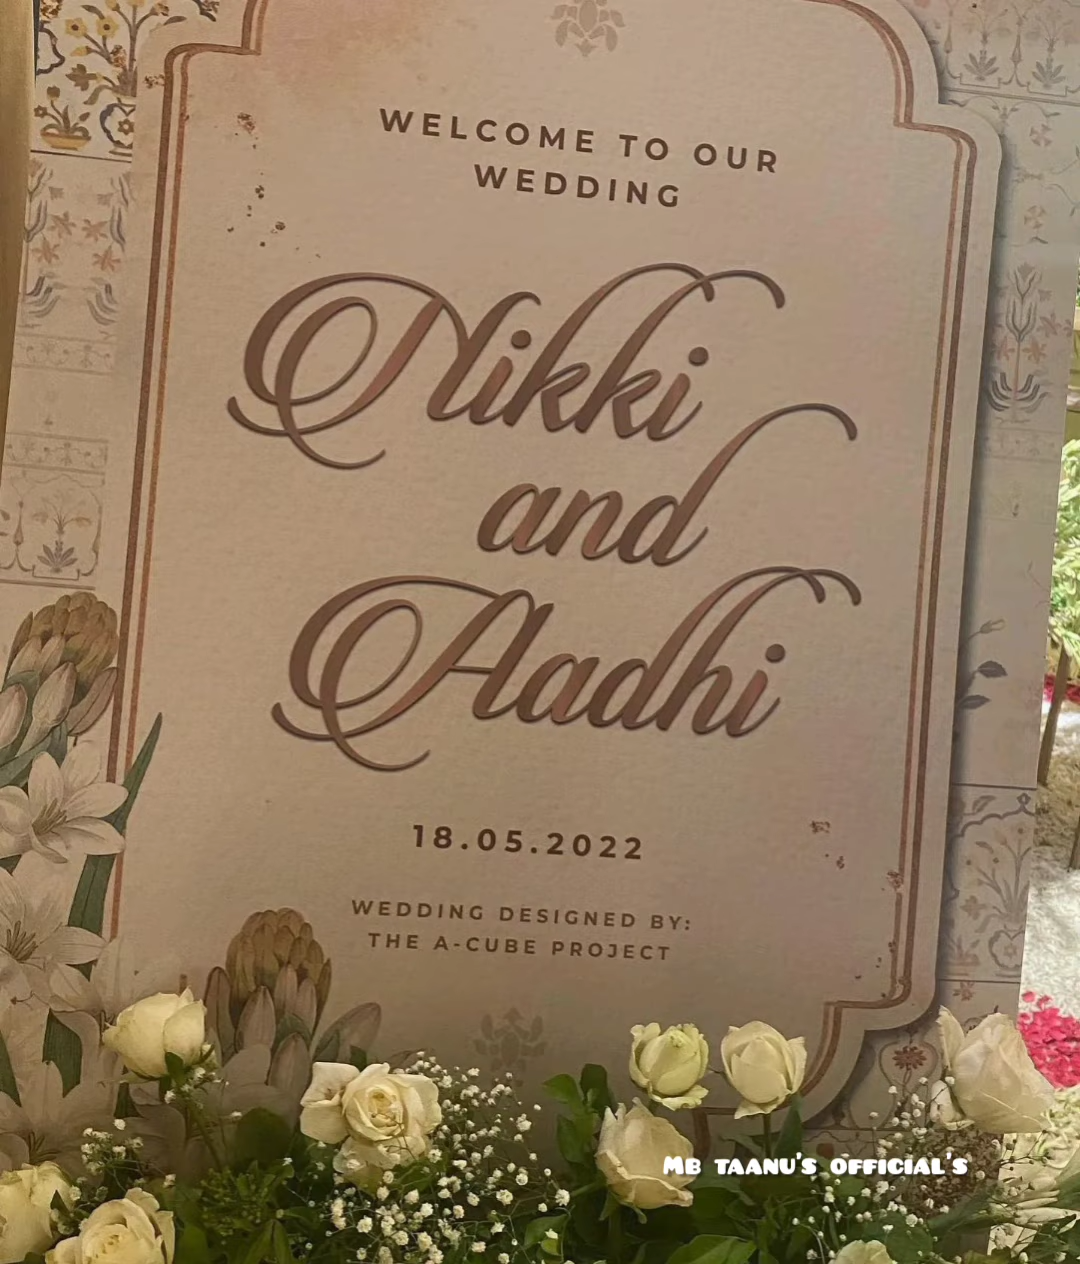 WELCOME TO OUR
WEDDING
Nikki
and
Aadhi
18.05.2022
WEDDING DESIGNED BY:
THE A-CUBE PROJECT
MB TAANU'S OFFICIAL'S